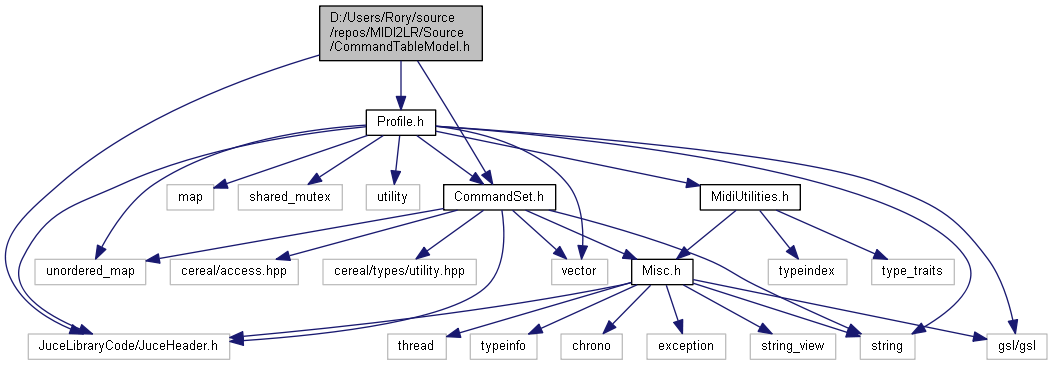 D:/Users/Rory/source
/repos/MIDI2LR/Source
/CommandTableModel.h
Profile.h
map
shared_mutex
utility
CommandSet.h
MidiUtilities.h
unordered_map
cereal/access.hpp
cereal/types/utility.hpp
vector
Misc.h
typeindex
type_traits
JuceLibraryCode/JuceHeader.h
thread
typeinfo
chrono
exception
string_view
string
gsl/gsl